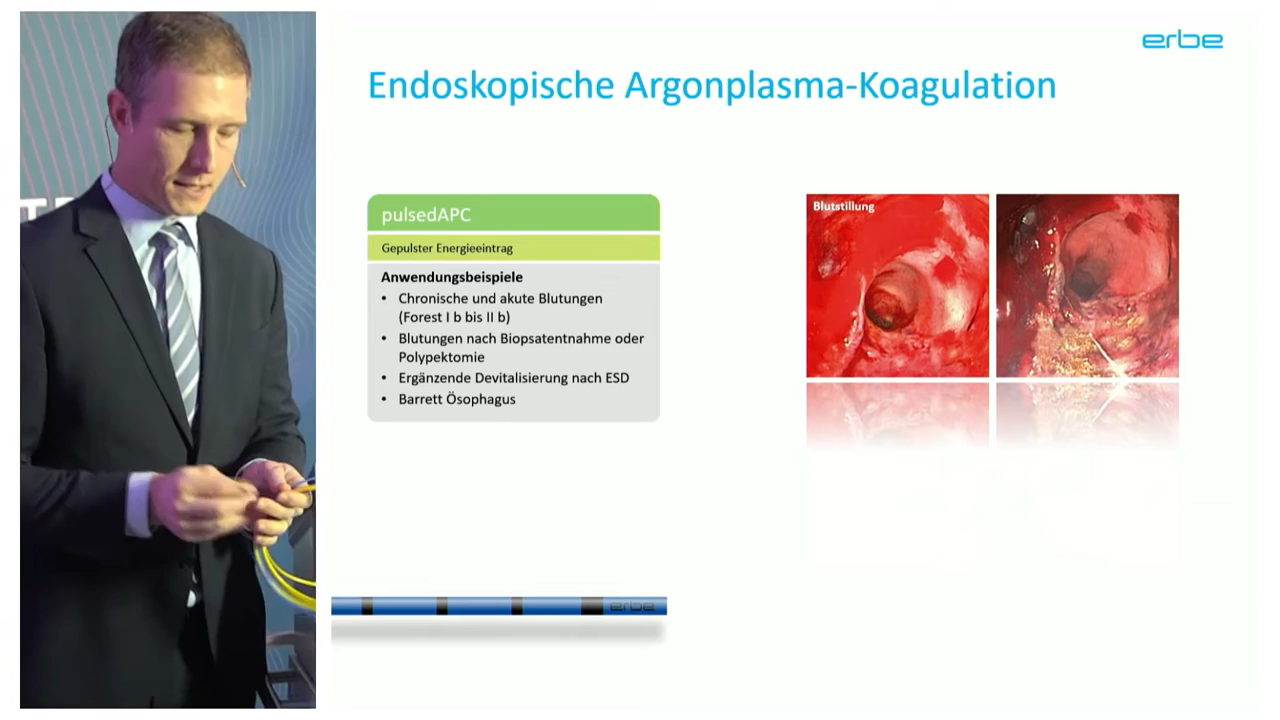 erbe
Endoskopische Argonplasma-Koagulation
pulsedAPC
Gepulster Energieeintrag
Anwendungsbeispiele
• Chronische und akute Blutungen
(Forest I b bis II b)
• Blutungen nach Biopsatentnahme oder
Polypektomie
• Ergänzende Devitalisierung nach ESD
• Barrett Ösophagus
Blutstillung
erbe